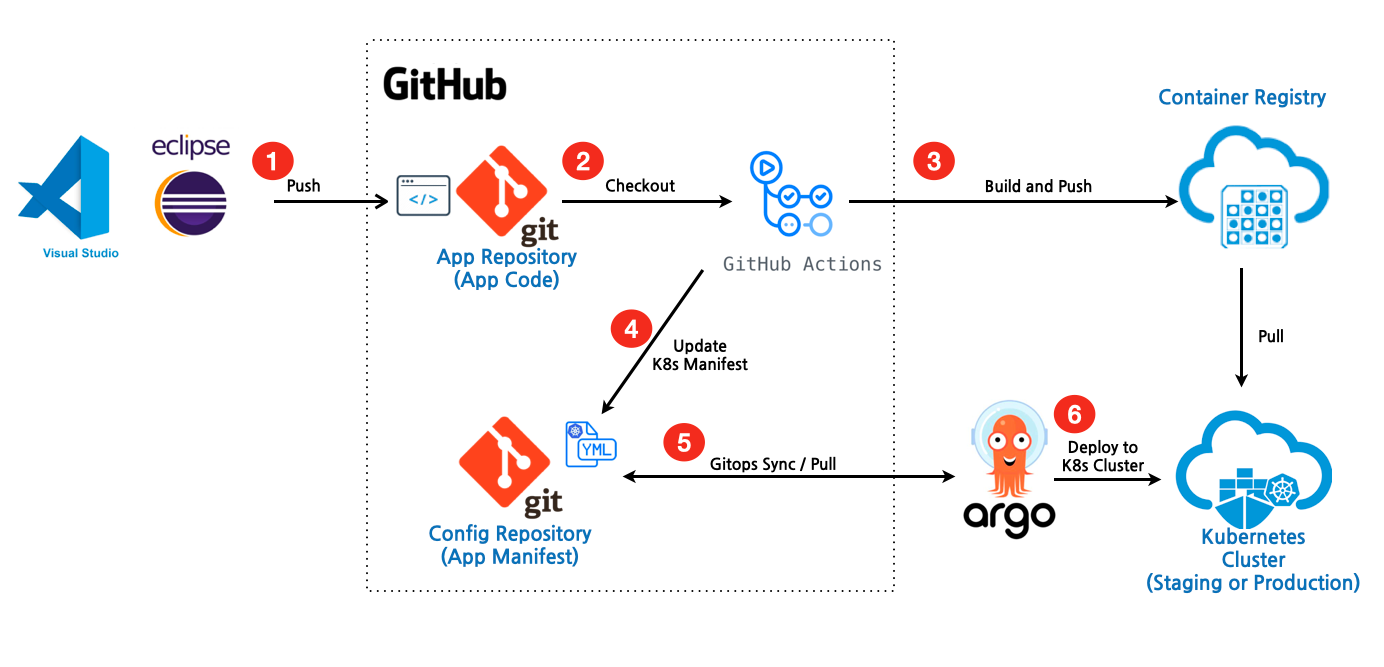 GitHub
Container Registry
eclipse
Visual Studio
1
Push
</>
git
App Repository
(App Code)
2
Checkout
GitHub Actions
3
Build and Push
4
Update
K8s Manifest
Pull
YML
git
Config Repository
(App Manifest)
5
Gitops Sync / Pull
argo
6
Deploy to
K8s Cluster
Kubernetes
Cluster
(Staging or Production)